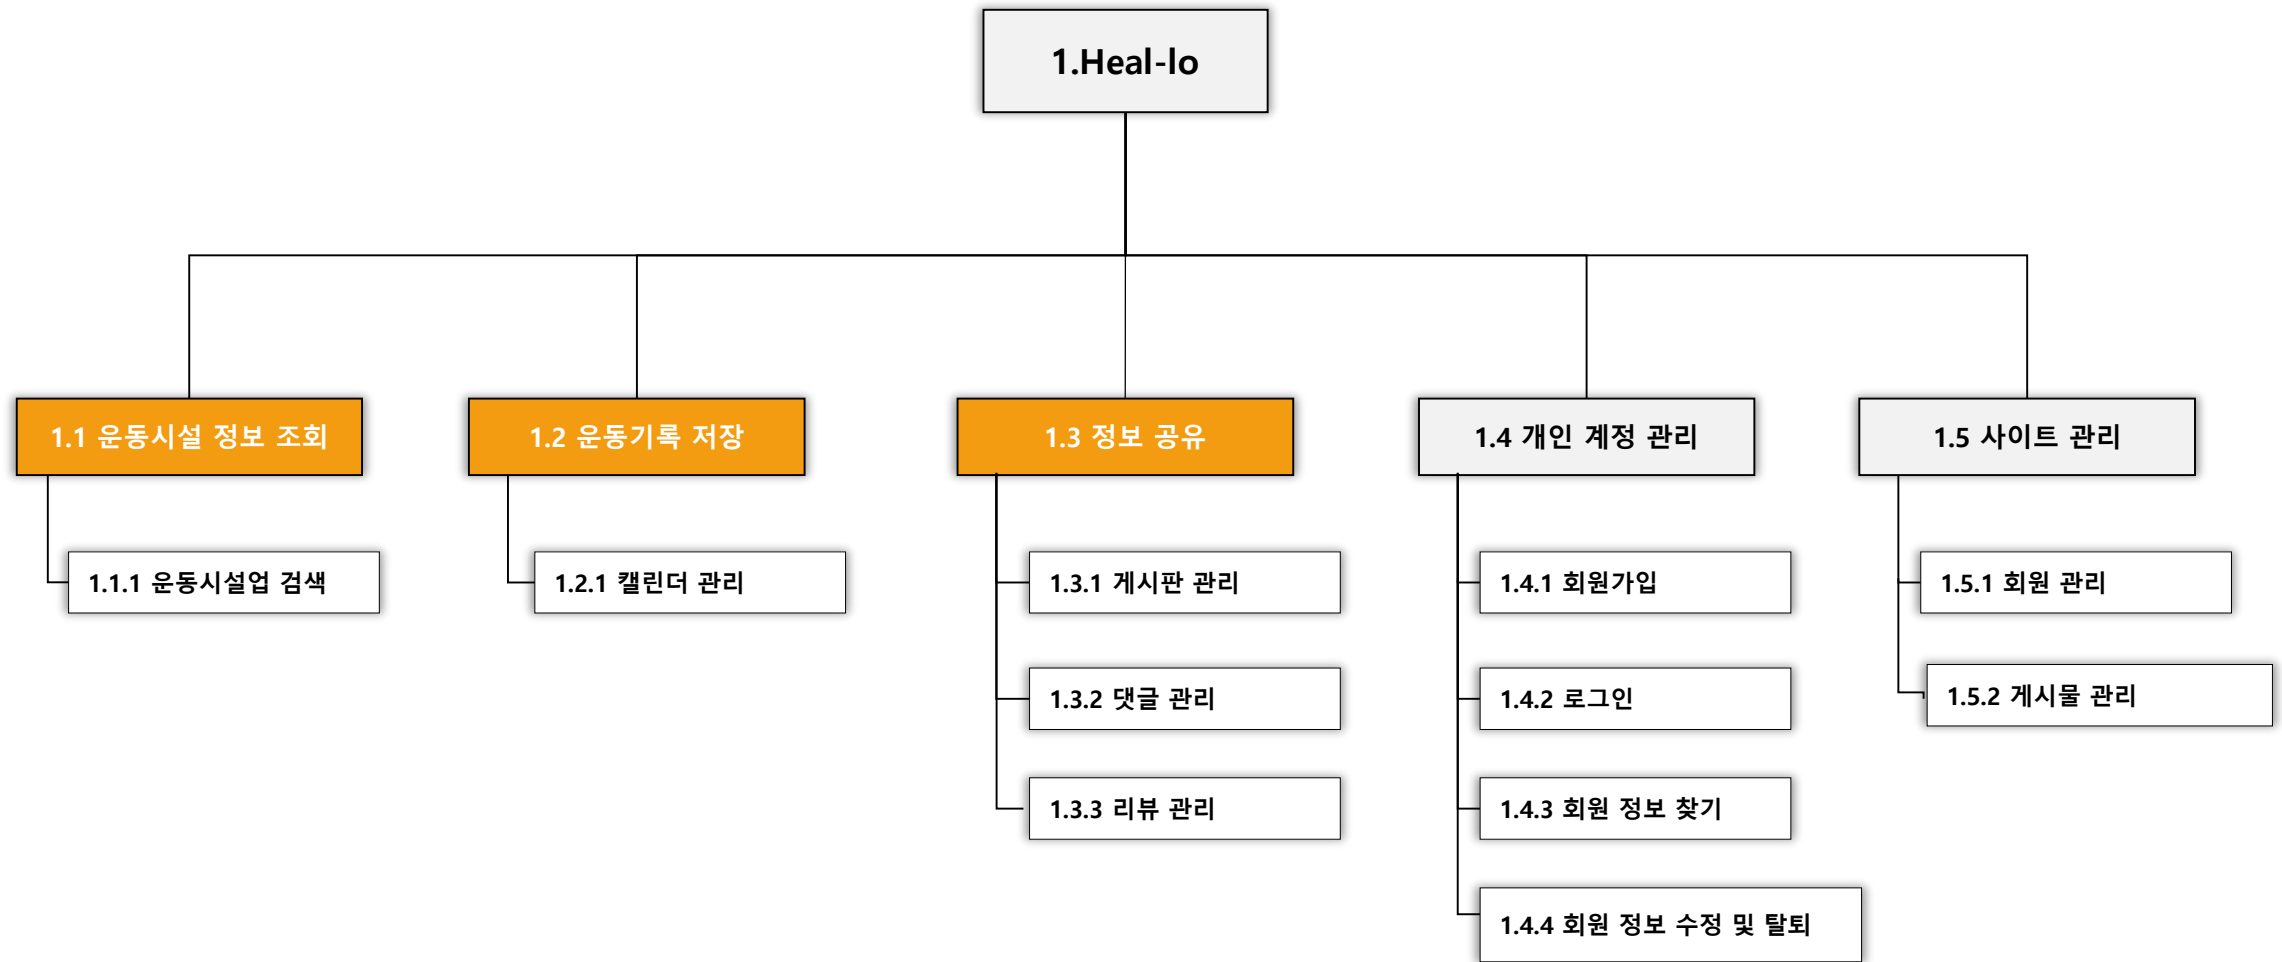 1.Heal-lo
1.1 운동시설 정보 조회
1.1.1 운동시설업 검색
1.2 운동기록 저장
1.2.1 캘린더 관리
1.3 정보 공유
1.3.1 게시판 관리
1.3.2 댓글 관리
1.3.3 리뷰 관리
1.4 개인 계정 관리
1.4.1 회원가입
1.4.2 로그인
1.4.3 회원 정보 찾기
1.4.4 회원 정보 수정 및 탈퇴
1.5 사이트 관리
1.5.1 회원 관리
1.5.2 게시물 관리